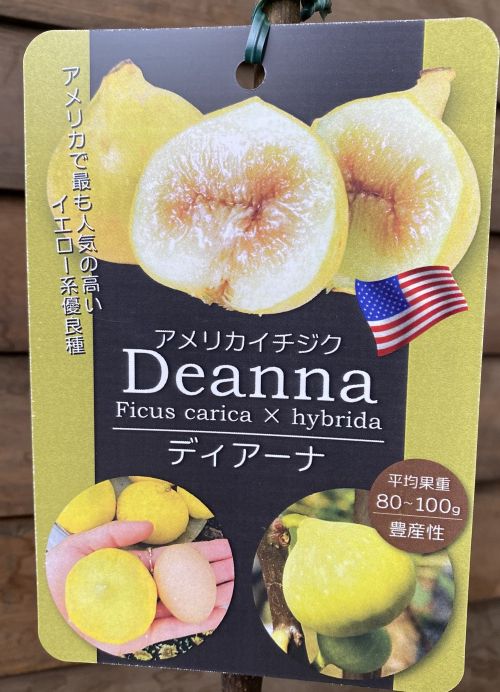 アメリカで最も人気の高い
イエロー系優良種
アメリカイチジク
Deanna
Ficus carica × hybrida
ディアーナ
平均果重
80~100g
豊産性